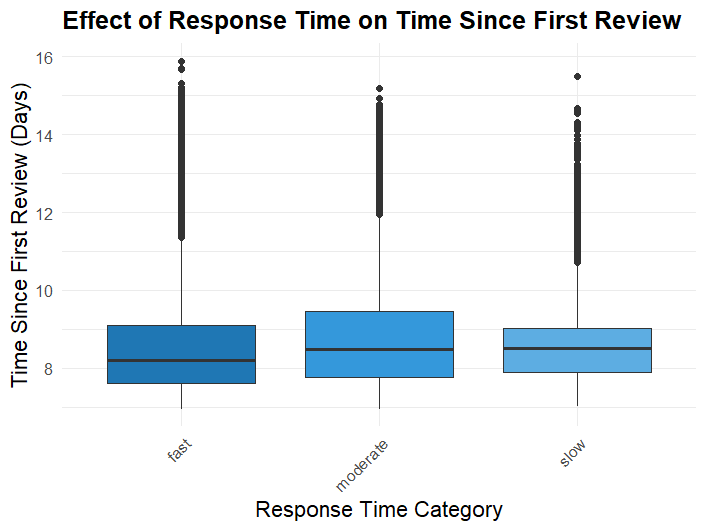 Effect of Response Time on Time Since First Review
Time Since First Review (Days)
16
14
12
10
8
fast
moderate
slow
Response Time Category